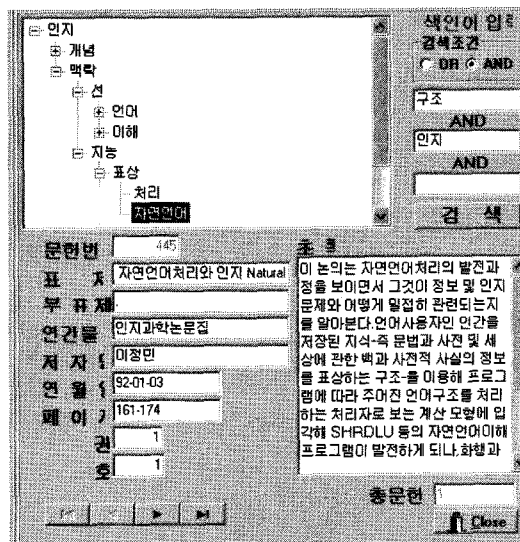 인지
개념
맥락
선
언어
이해
지능
표상
처리
자연언어
색인어 입력
검색조건
OR AND
구조
AND
인지
AND
검 색
문헌번
445
표 제
자연언어처리와 인지 Natural
부 표제
연간물
인지과학논문집
저 자
이정민
연 월
92-01-03
페 이 지
161-174
권
1
호
1
초 록
이 논의는 자연언어처리의 발전과
정을 보이면서 그것이 정보 및 인지
문제와 어떻게 밀접히 관련되는지
를 알아본다.언어사용자인 인간을
저장된 지식-즉 문법과 사전 및 세
상에 관한 백과 사전적 사실의 정보
를 표상하는 구조-를 이용해 프로그
램에 따라 주어진 언어구조를 처리
하는 처리자로 보는 계산 모형에 입
각해 SHRDLU 등의 자연언어이해
프로그램이 발전하게 되나,화행과
총문헌
1
Close